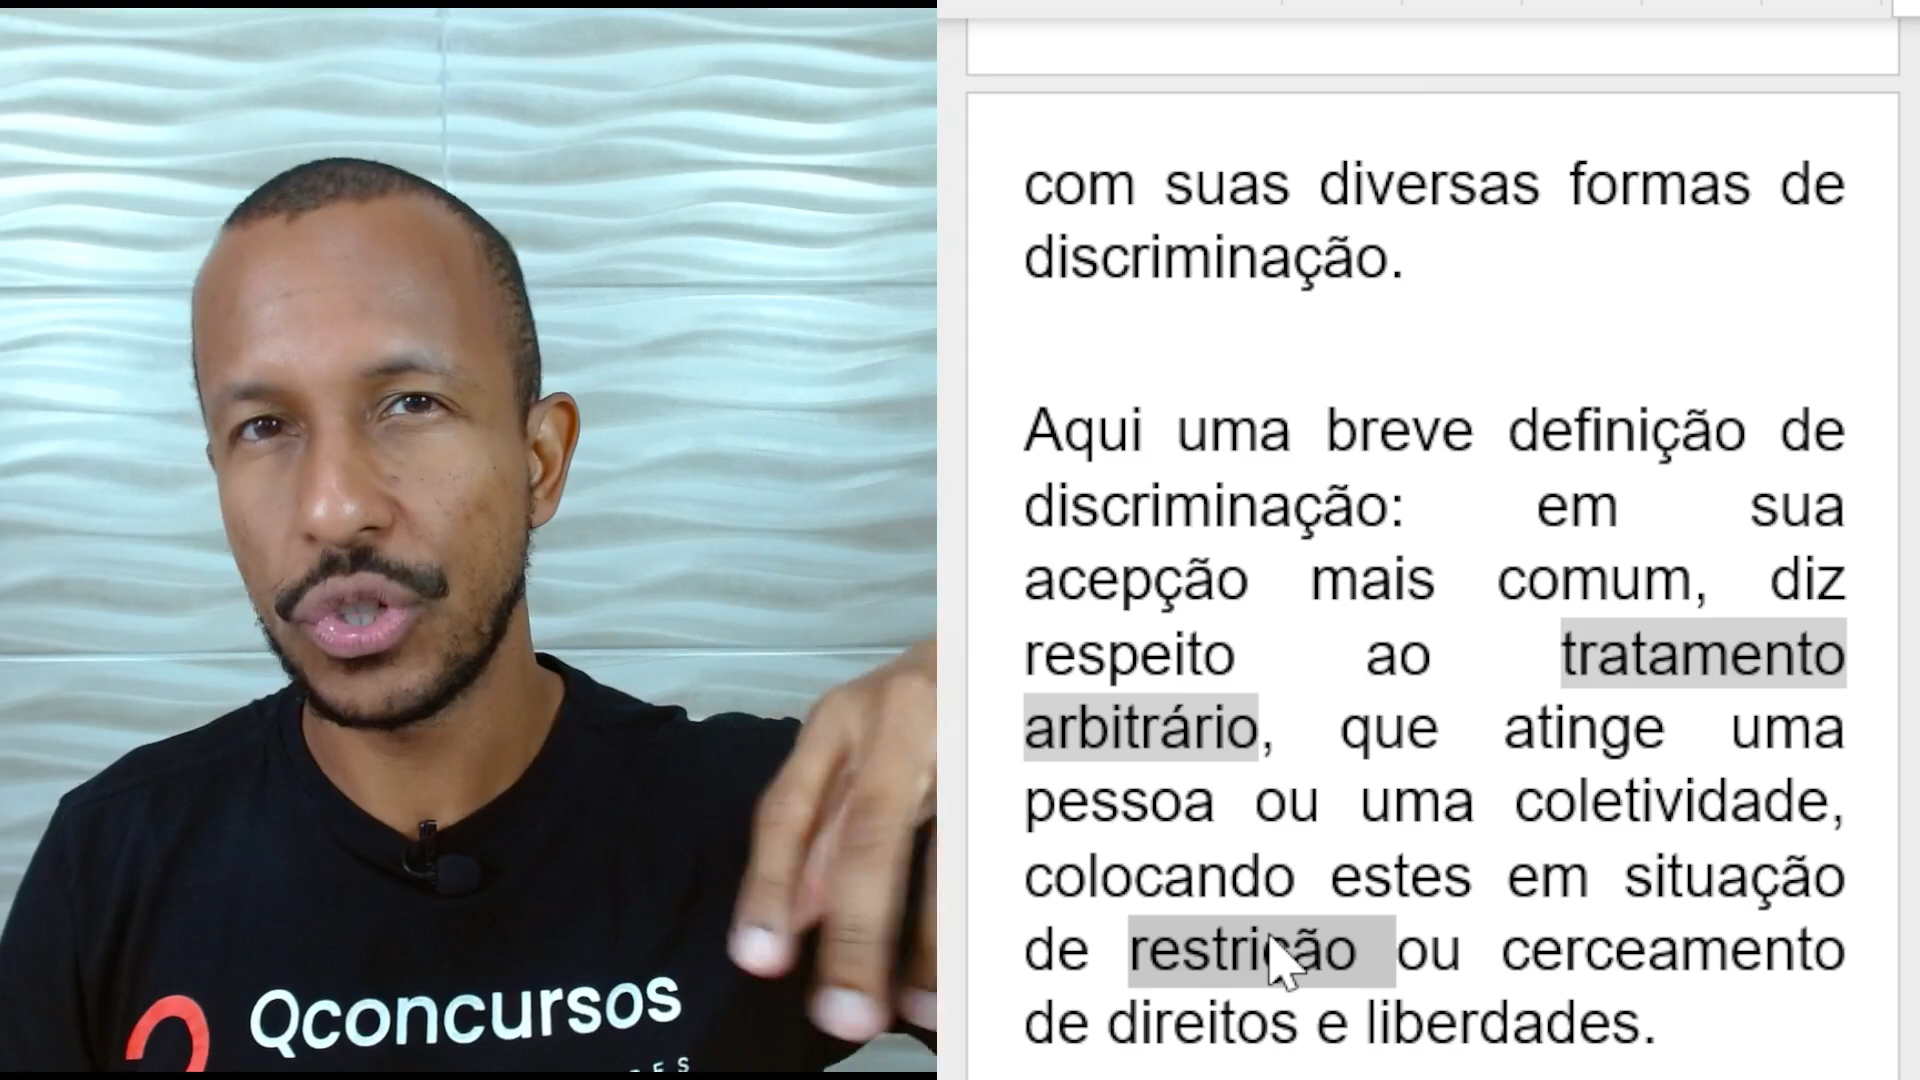 com suas diversas formas de
discriminação.
Aqui uma breve definição de
discriminação: em sua
acepção mais comum, diz
respeito ao tratamento
arbitrário, que atinge uma
pessoa ou uma coletividade,
colocando estes em situação
de restrição ou cerceamento
de direitos e liberdades.
Qconcursos